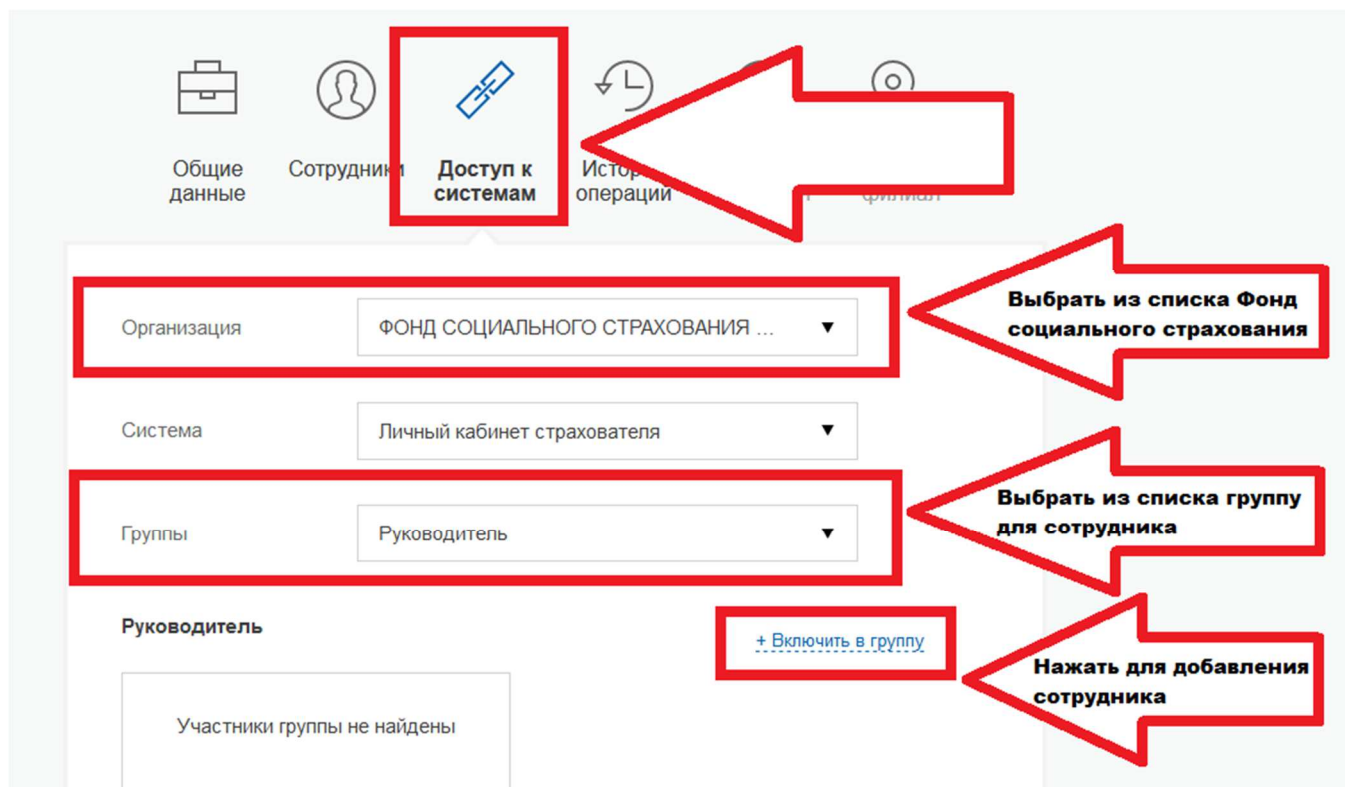 Общие
данные
Сотрудники
Доступ к
системам
операции
филиал
Организация
ФОНД СОЦИАЛЬНОГО СТРАХОВАНИЯ ...
Выбрать из списка Фонд
социального страхования
Система
Личный кабинет страхователя
Группы
Руководитель
Выбрать из списка группу
для сотрудника
Руководитель
+ Включить в группу
Нажать для добавления
сотрудника
Участники группы не найдены